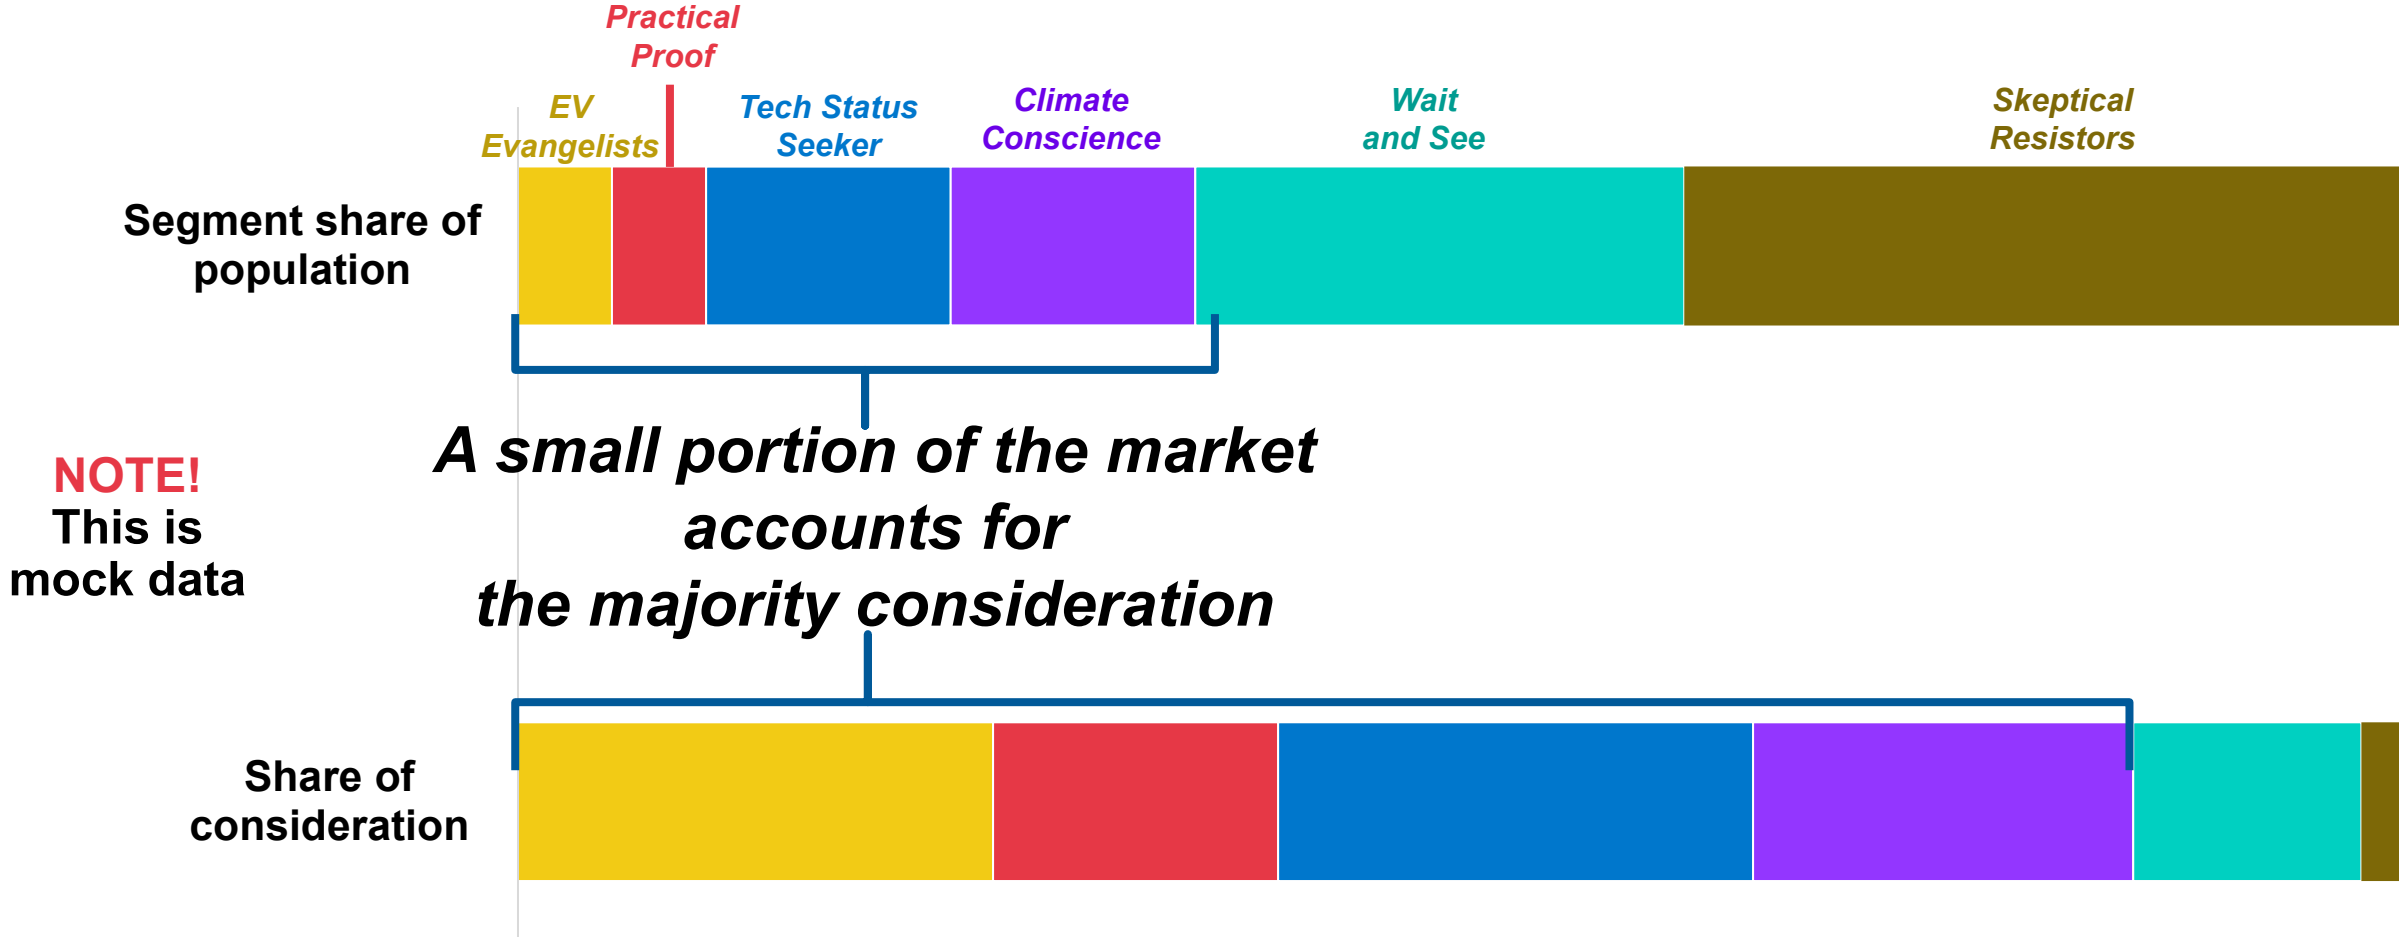 Practical
Proof
EV
Evangelists
Tech Status
Seeker
Climate
Conscience
Wait
and See
Skeptical
Resistors
Segment share of
population
A small portion of the market
accounts for
the majority consideration
NOTE!
This is
mock data
Share of
consideration